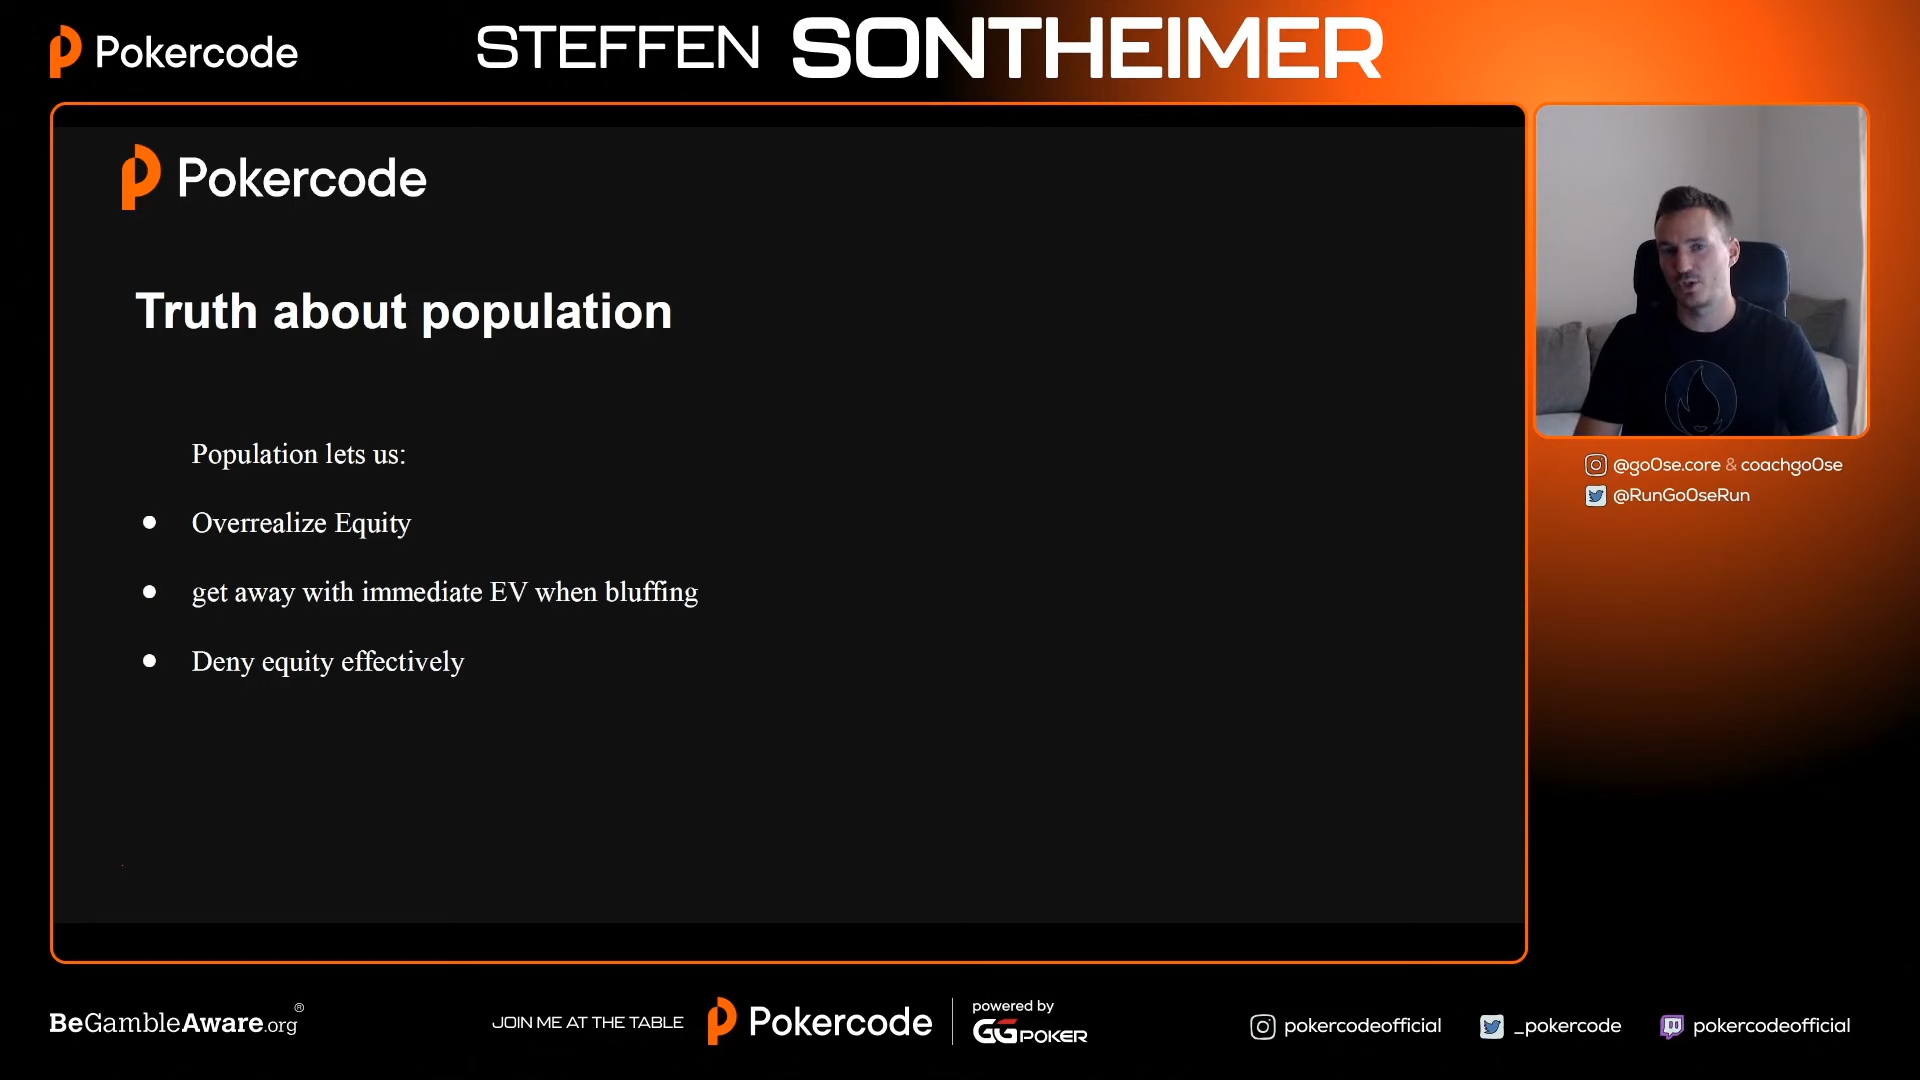 Pokercode
STEFFEN SONTHEIMER
Pokercode
Truth about population
Population lets us:
● Overrealize Equity
● get away with immediate EV when bluffing
● Deny equity effectively
@go0se.core & coachgo0se
@RunGo0seRun
BeGambleAware.org®
JOIN ME AT THE TABLE
Pokercode
powered by
GGPOKER
pokercodeofficial
_pokercode
pokercodeofficial